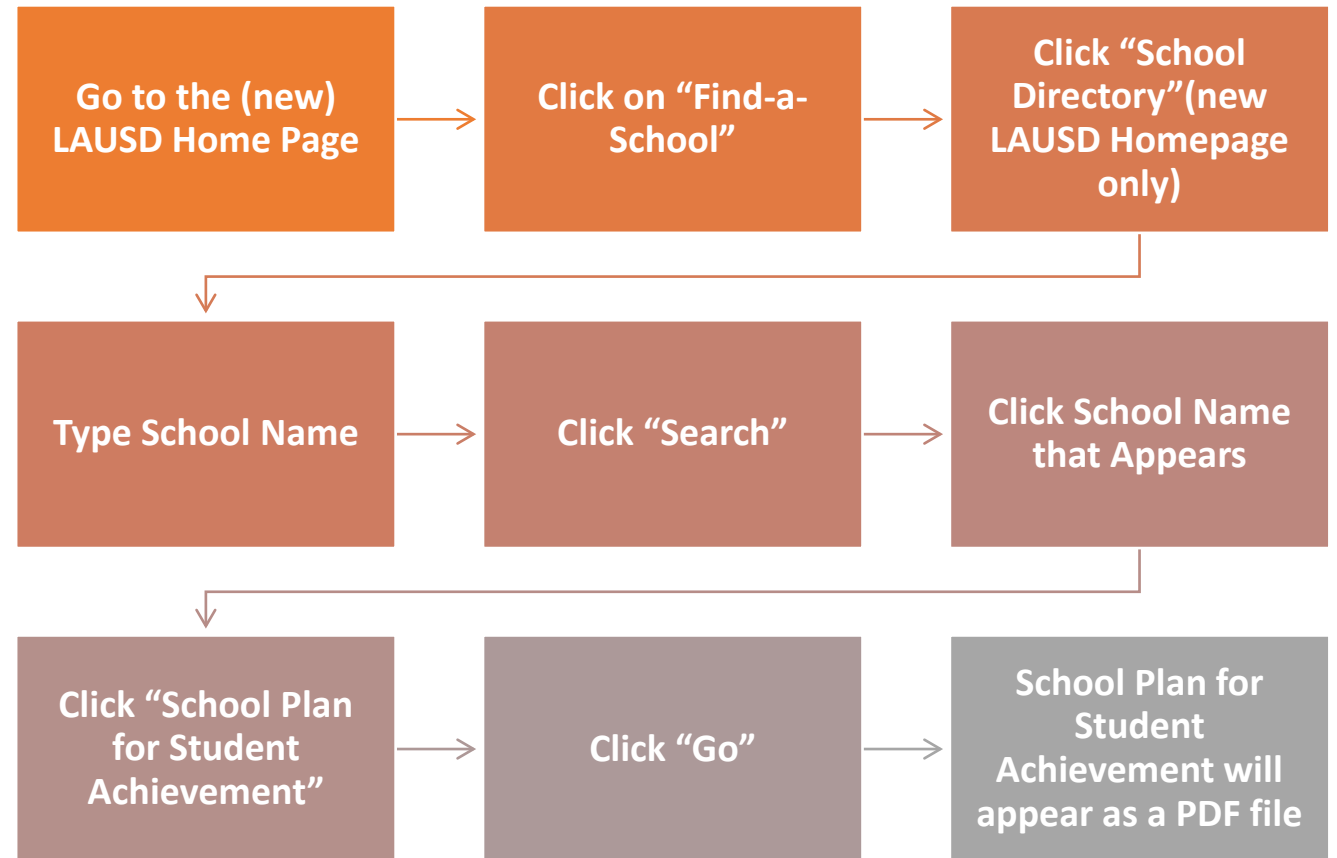 Go to the (new)
LAUSD Home Page
Click on “Find-a-
School”
Click “School
Directory”(new
LAUSD Homepage
only)
Type School Name
Click “Search”
Click School Name
that Appears
Click “School Plan
for Student
Achievement”
Click “Go”
School Plan for
Student
Achievement will
appear as a PDF file